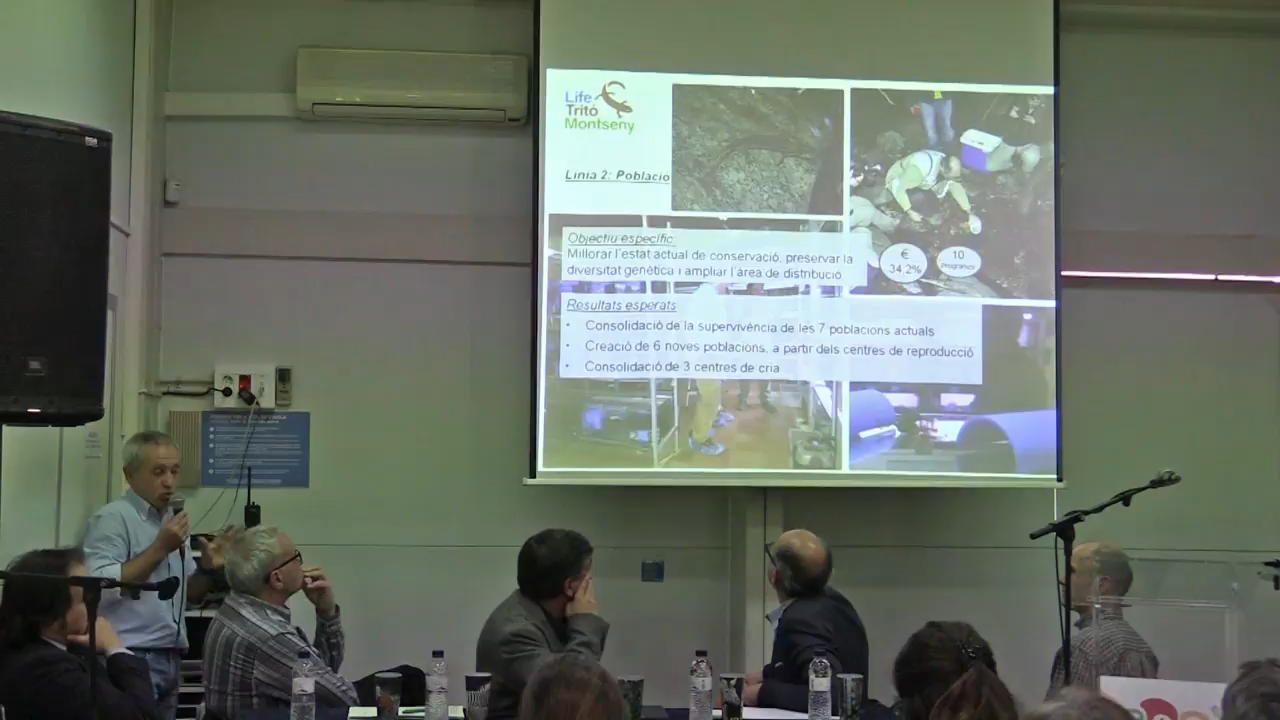 Life
Tritó
Montseny
Línia 2: Població
€
34,2%
10
Programes
Objectiu específic:
Millorar l'estat actual de conservació, preservar la
diversitat genètica i ampliar l'àrea de distribució
Resultats esperats
• Consolidació de la supervivència de les 7 poblacions actuals
• Creació de 6 noves poblacions, a partir dels centres de reproducció
• Consolidació de 3 centres de cria
JBL